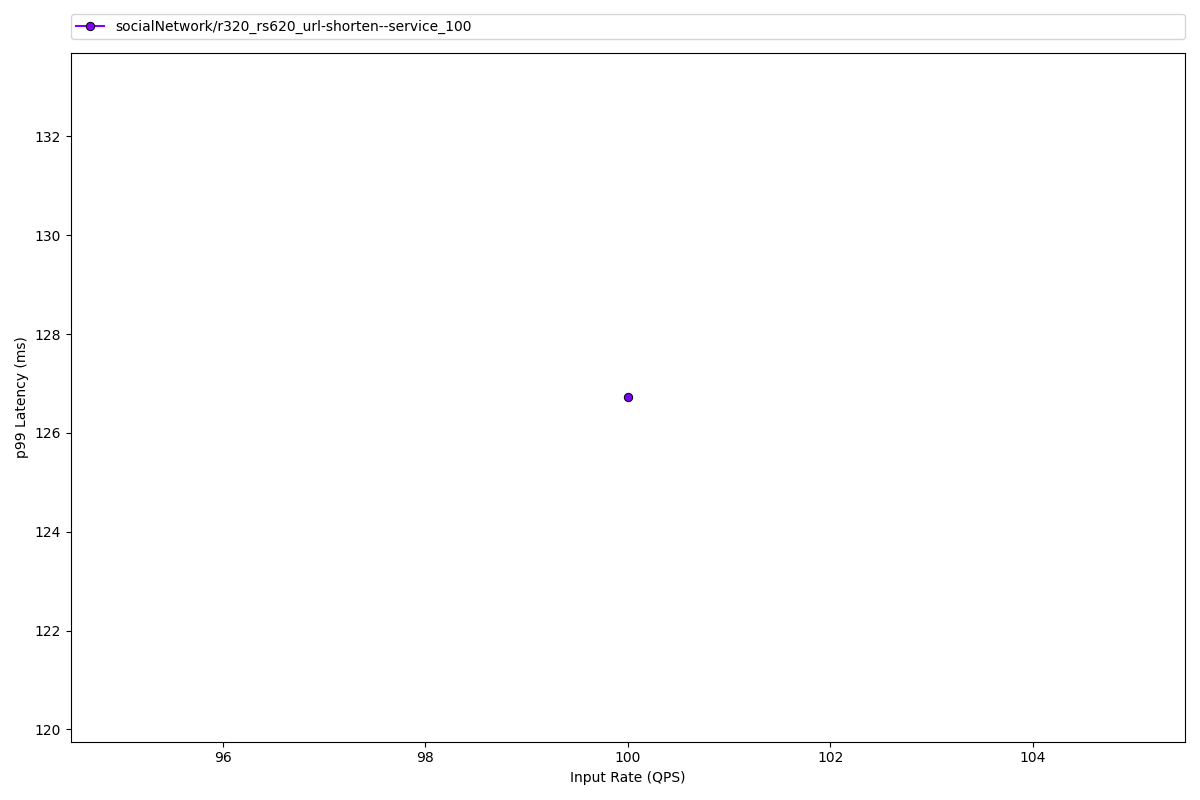 socialNetwork/r320_rs620_url-shorten--service_100
132
130
128
126
124
122
120
p99 Latency (ms)
96 98 100 102 104
Input Rate (QPS)